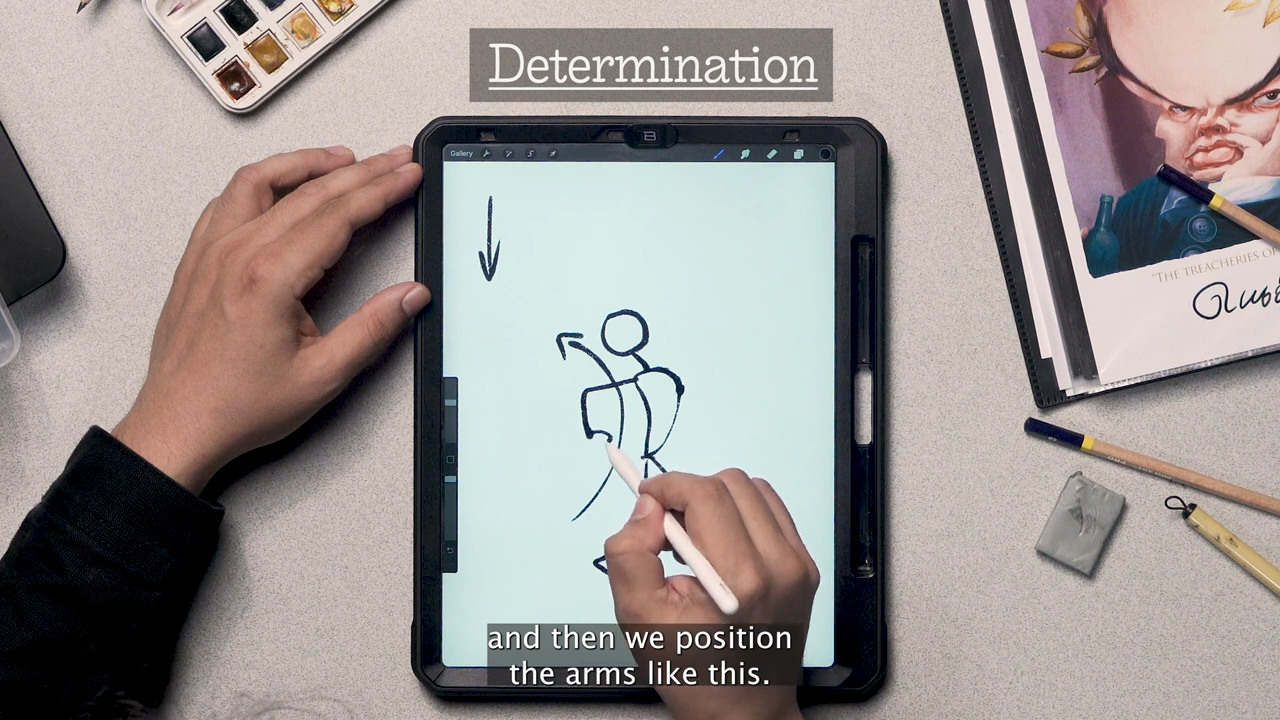 Determination
Gallery
"THE TREACHERIES OF
and then we position
the arms like this.